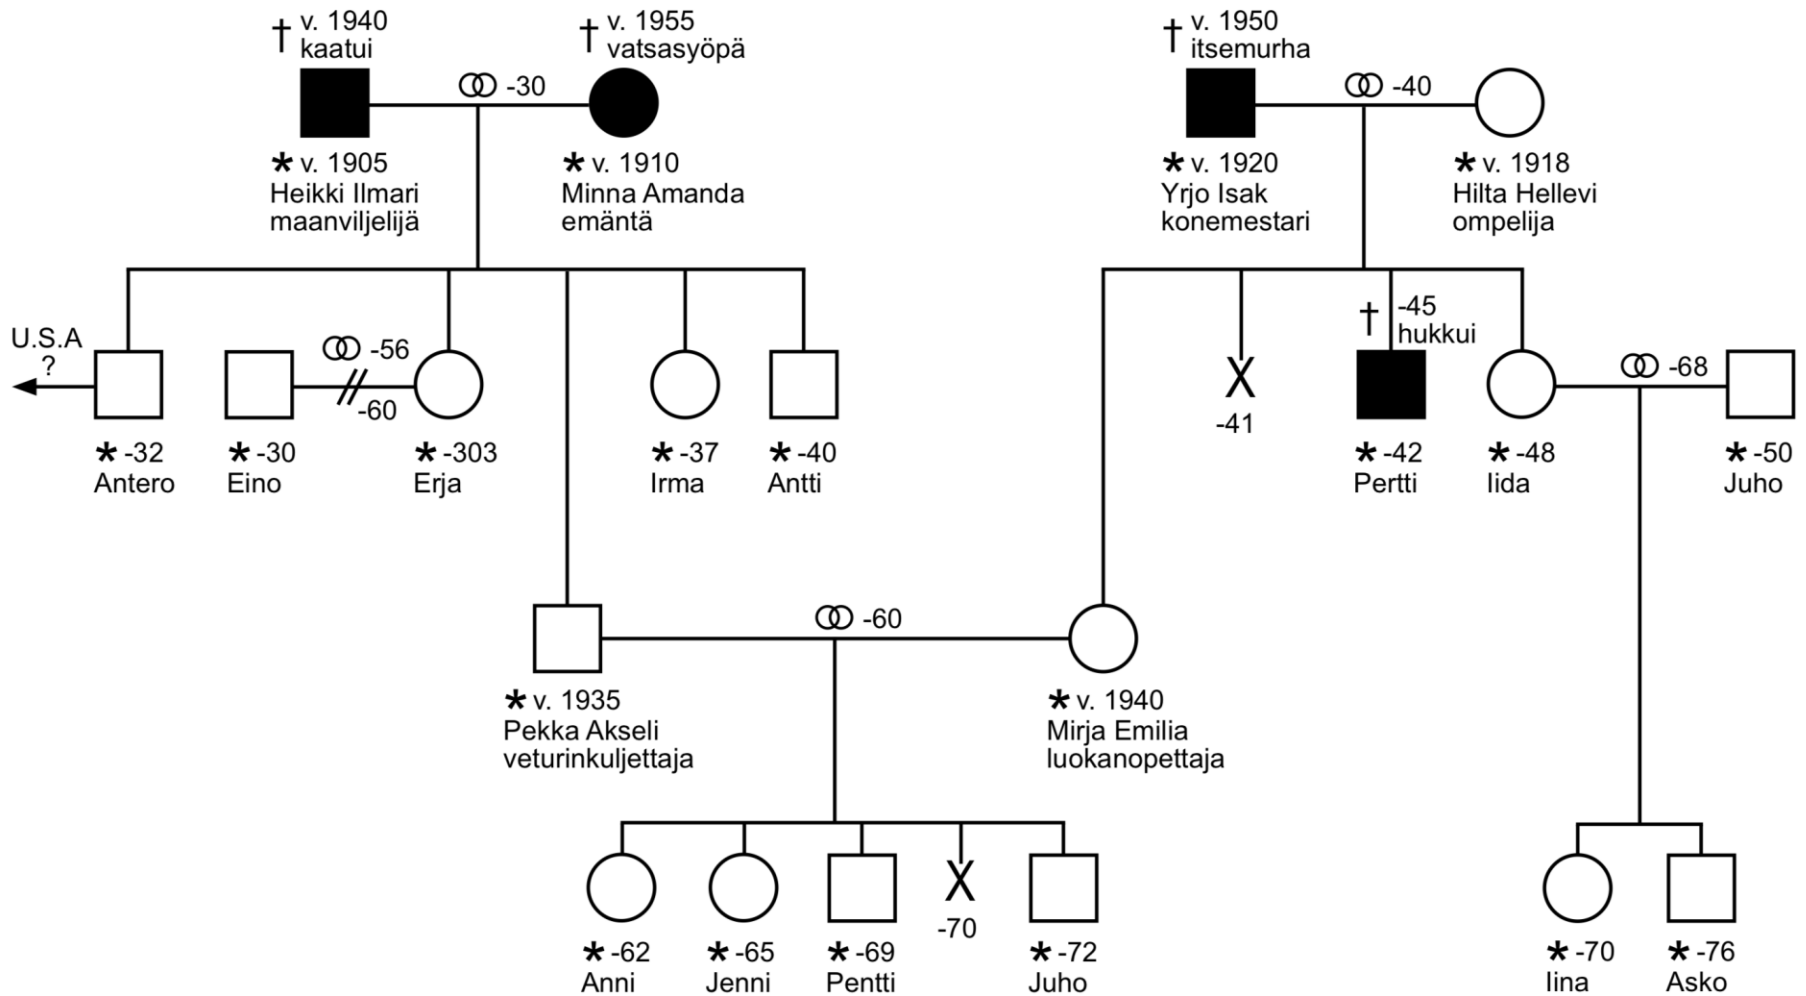 † v. 1940
kaatui
† v. 1955
vatsasyöpä
-30
* v. 1905
Heikki Ilmari
maanviljelijä
* v. 1910
Minna Amanda
emäntä
† v. 1950
itsemurha
-40
* v. 1920
Yrjo Isak
konemestari
* v. 1918
Hilta Hellevi
ompelija
U.S.A
?
-56
-60
* -32
Antero
* -30
Eino
* -303
Erja
* -37
Irma
* -40
Antti
X
-41
† -45
hukkui
* -42
Pertti
* -48
Iida
-68
* -50
Juho
-60
* v. 1935
Pekka Akseli
veturinkuljettaja
* v. 1940
Mirja Emilia
luokanopettaja
* -62
Anni
* -65
Jenni
* -69
Pentti
X
-70
* -72
Juho
* -70
Iina
* -76
Asko